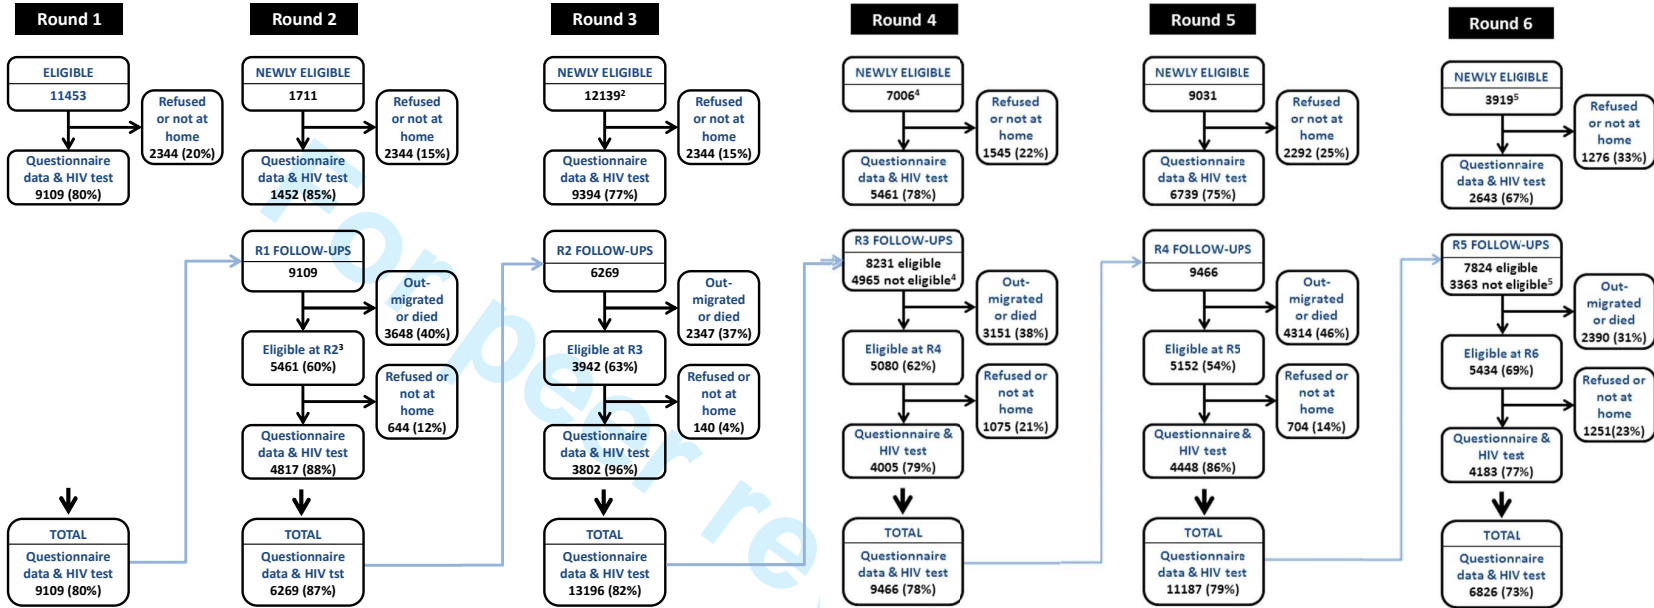 Round 1
ELIGIBLE
11453
Refused
or not at
home
2344 (20%)
Questionnaire
data & HIV test
9109 (80%)
TOTAL
Questionnaire
data & HIV test
9109 (80%)
Round 2
NEWLY ELIGIBLE
1711
Refused
or not at
home
2344 (15%)
Questionnaire
data & HIV test
1452 (85%)
R1 FOLLOW-UPS
9109
Out-
migrated
or died
3648 (40%)
Eligible at R2³
5461 (60%)
Refused or
not at
home
644 (12%)
Questionnaire
data & HIV test
4817 (88%)
TOTAL
Questionnaire
data & HIV tst
6269 (87%)
Round 3
NEWLY ELIGIBLE
12139²
Refused
or not at
home
2344 (15%)
Questionnaire
data & HIV test
9394 (77%)
R2 FOLLOW-UPS
6269
Out-
migrated
or died
2347 (37%)
Eligible at R3
3942 (63%)
Refused or
not at
home
140 (4%)
Questionnaire
data & HIV test
3802 (96%)
TOTAL
Questionnaire
data & HIV test
13196 (82%)
Round 4
NEWLY ELIGIBLE
7006⁴
Refused
or not at
home
1545 (22%)
Questionnaire
data & HIV test
5461 (78%)
R3 FOLLOW-UPS
8231 eligible
4965 not eligible⁴
Out-
migrated
or died
3151 (38%)
Eligible at R4
5080 (62%)
Refused or
not at
home
1075 (21%)
Questionnaire &
HIV test
4005 (79%)
TOTAL
Questionnaire
data & HIV test
9466 (78%)
Round 5
NEWLY ELIGIBLE
9031
Refused
or not at
home
2292 (25%)
Questionnaire
data & HIV test
6739 (75%)
R4 FOLLOW-UPS
9466
Out-
migrated
or died
4314 (46%)
Eligible at R5
5152 (54%)
Refused or
not at
home
704 (14%)
Questionnaire &
HIV test
4448 (86%)
TOTAL
Questionnaire
data & HIV test
11187 (79%)
Round 6
NEWLY ELIGIBLE
3919⁵
Refused
or not at
home
1276 (33%)
Questionnaire
data & HIV test
2643 (67%)
R5 FOLLOW-UPS
7824 eligible
3363 not eligible⁵
Out-
migrated
or died
2390 (31%)
Eligible at R6
5434 (69%)
Refused or
not at
home
1251(23%)
Questionnaire &
HIV test
4183 (77%)
TOTAL
Questionnaire
data & HIV test
6826 (73%)
For peer re